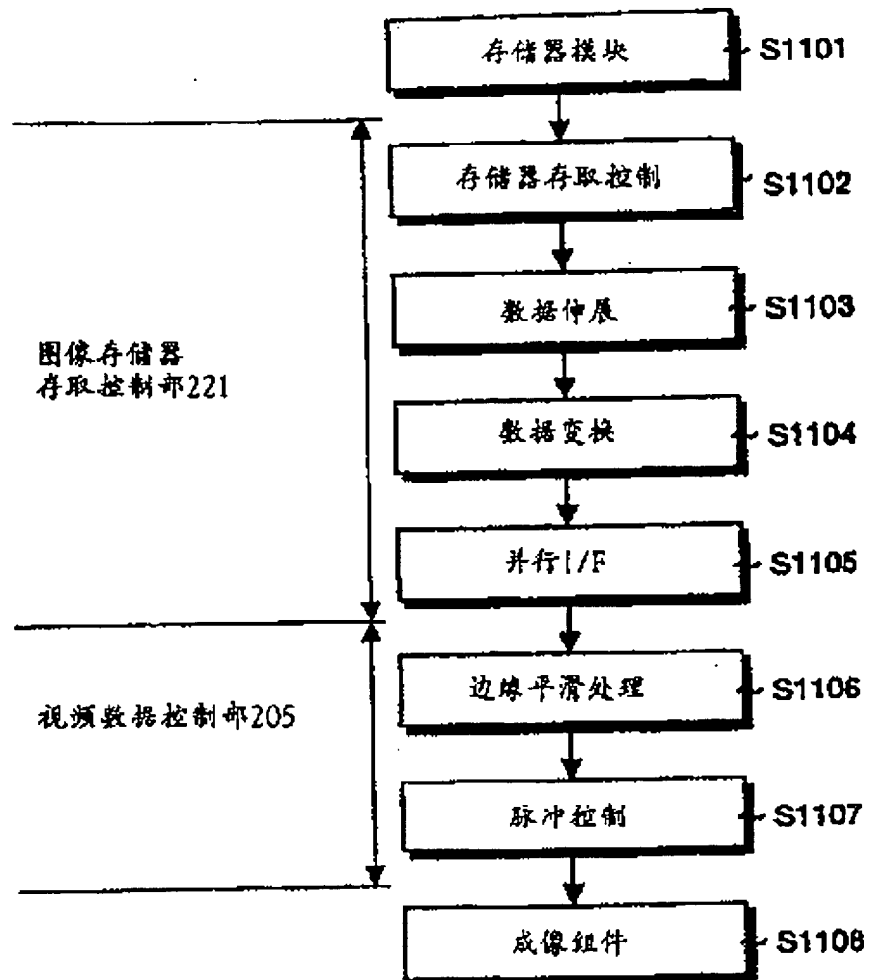 存储器模块 S1101
存储器存取控制 S1102
数据伸展 S1103
图像存储器
存取控制部221
数据变换 S1104
并行I/F S1105
边缘平滑处理 S1106
视频数据控制部205
脉冲控制 S1107
成像组件 S1108